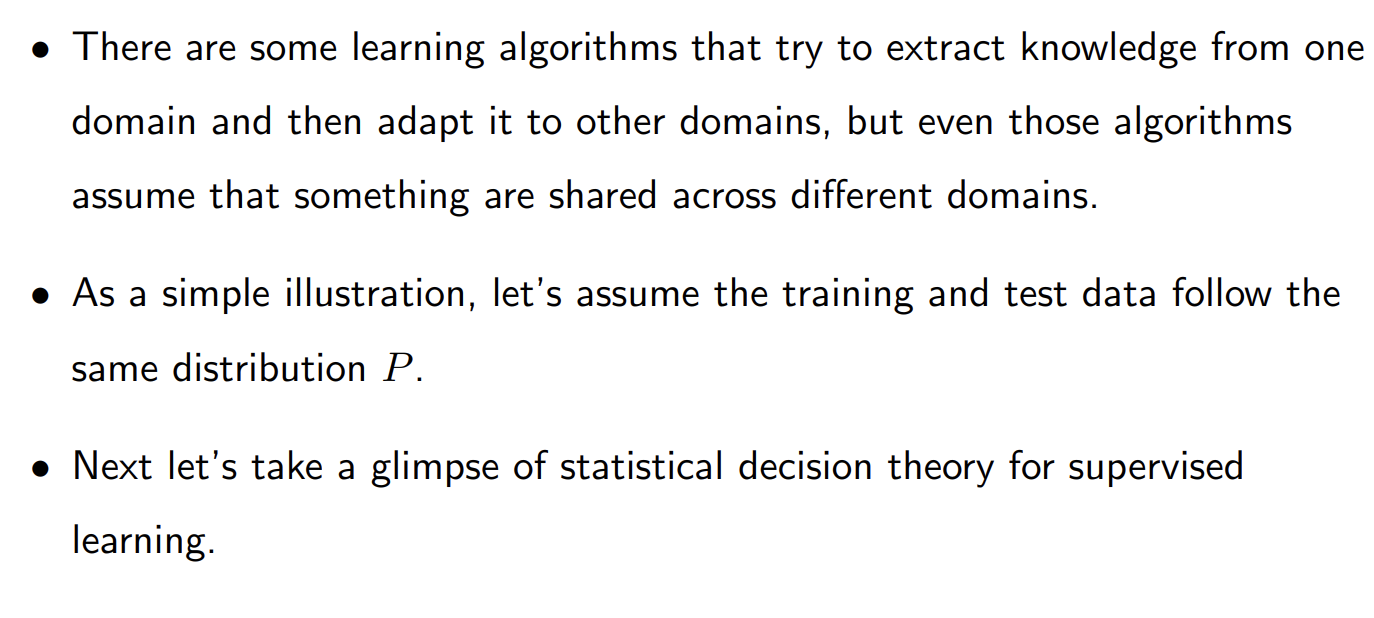 • There are some learning algorithms that try to extract knowledge from one
domain and then adapt it to other domains, but even those algorithms
assume that something are shared across different domains.
• As a simple illustration, let's assume the training and test data follow the
same distribution P.
• Next let's take a glimpse of statistical decision theory for supervised
learning.